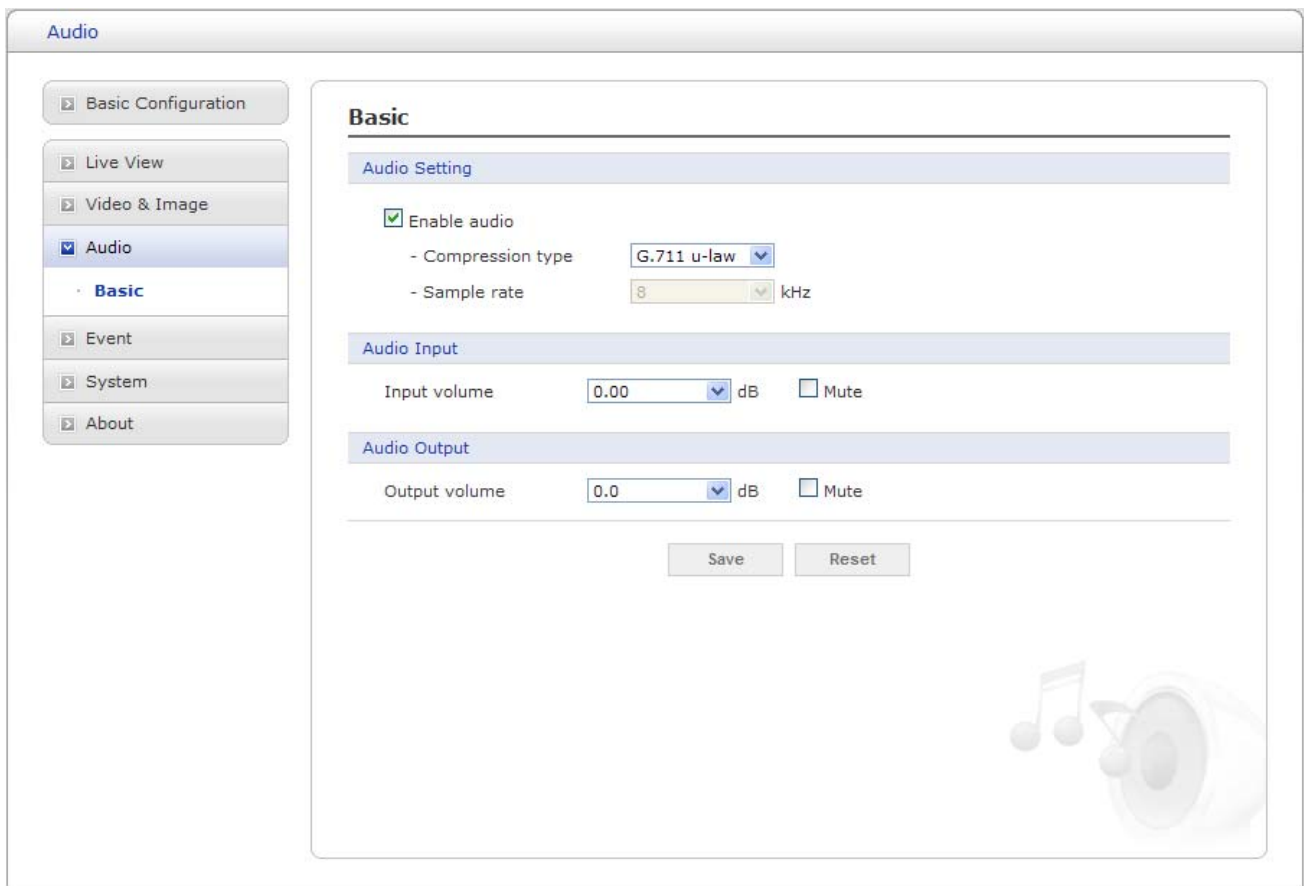 Audio
Basic Configuration
Live View
Video & Image
Audio
· Basic
Event
System
About
Basic
Audio Setting
Enable audio
- Compression type G.711 u-law
- Sample rate 8 kHz
Audio Input
Input volume 0.00 dB Mute
Audio Output
Output volume 0.0 dB Mute
Save Reset